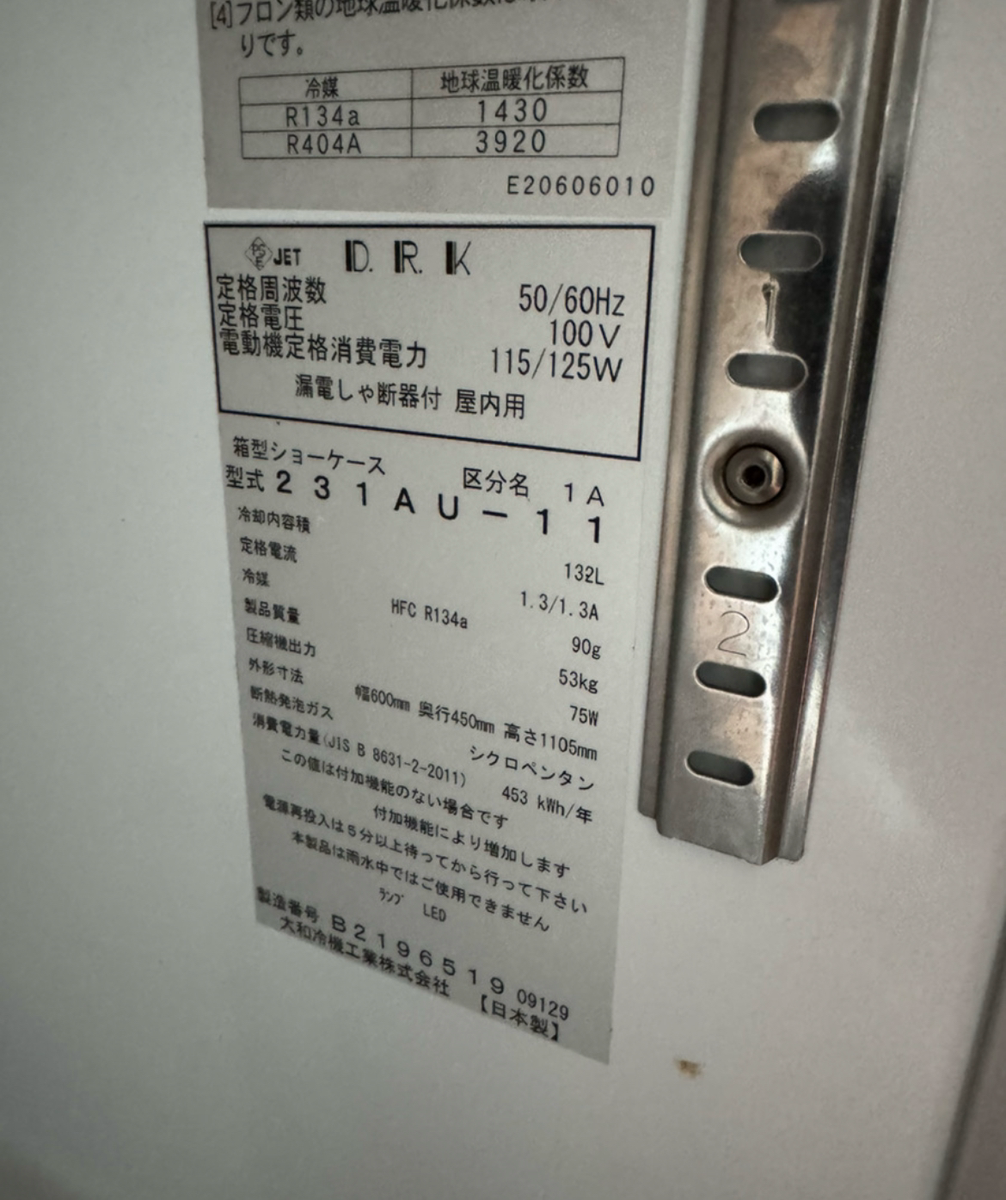 [4]フロン類の地球温暖化係数は
りです。
冷媒 地球温暖化係数
R134a 1430
R404A 3920
E20606010
PSE JET D.R.K
定格周波数 50/60Hz
定格電圧 100V
電動機定格消費電力 115/125W
漏電しゃ断器付 屋内用
箱型ショーケース 区分名 1A
型式 231AU-11
冷却内容積 132L
定格電流 1.3/1.3A
冷媒 HFC R134a 90g
製品質量 53kg
圧縮機出力 75W
外形寸法 幅600mm 奥行450mm 高さ1105mm
断熱発泡ガス シクロペンタン
消費電力量(JIS B 8631-2-2011) 453 kWh/年
この値は付加機能のない場合です
付加機能により増加します
電源再投入は5分以上待ってから行って下さい
本製品は雨水中ではご使用できません
ランプ LED
製造番号 B2196519 09129
大和冷機工業株式会社 【日本製】
1
2